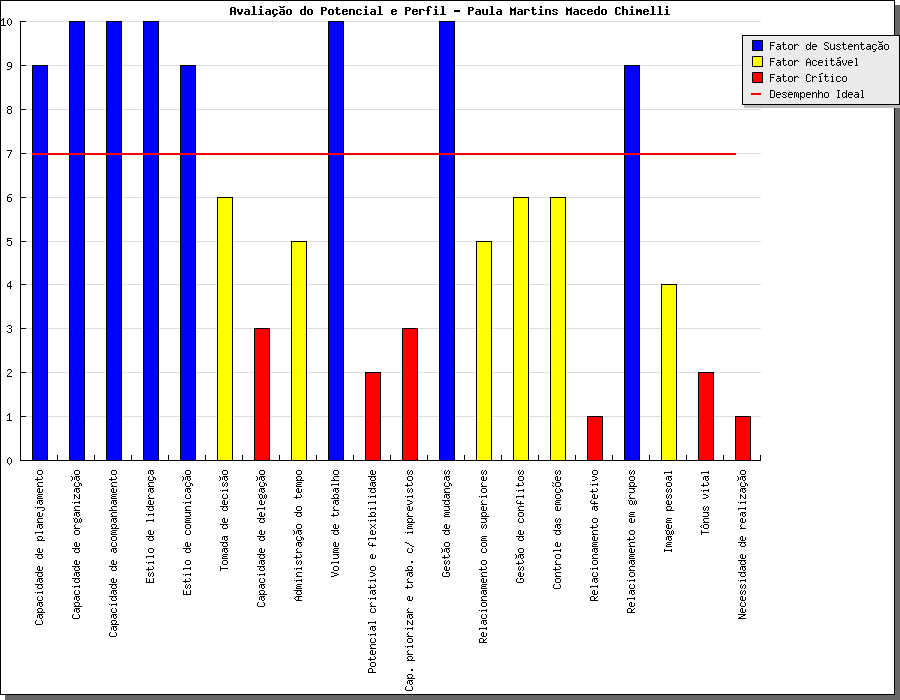 Avaliação do Potencial e Perfil - Paula Martins Macedo Chimelli
Fator de Sustentação
Fator Aceitável
Fator Crítico
Desempenho Ideal
10
9
8
7
6
5
4
3
2
1
0
Capacidade de planejamento
Capacidade de organização
Capacidade de acompanhamento
Estilo de liderança
Estilo de comunicação
Tomada de decisão
Capacidade de delegação
Administração do tempo
Volume de trabalho
Potencial criativo e flexibilidade
Cap. priorizar e trab. c/ imprevistos
Gestão de mudanças
Relacionamento com superiores
Gestão de conflitos
Controle das emoções
Relacionamento afetivo
Relacionamento em grupos
Imagem pessoal
Tônus vital
Necessidade de realização